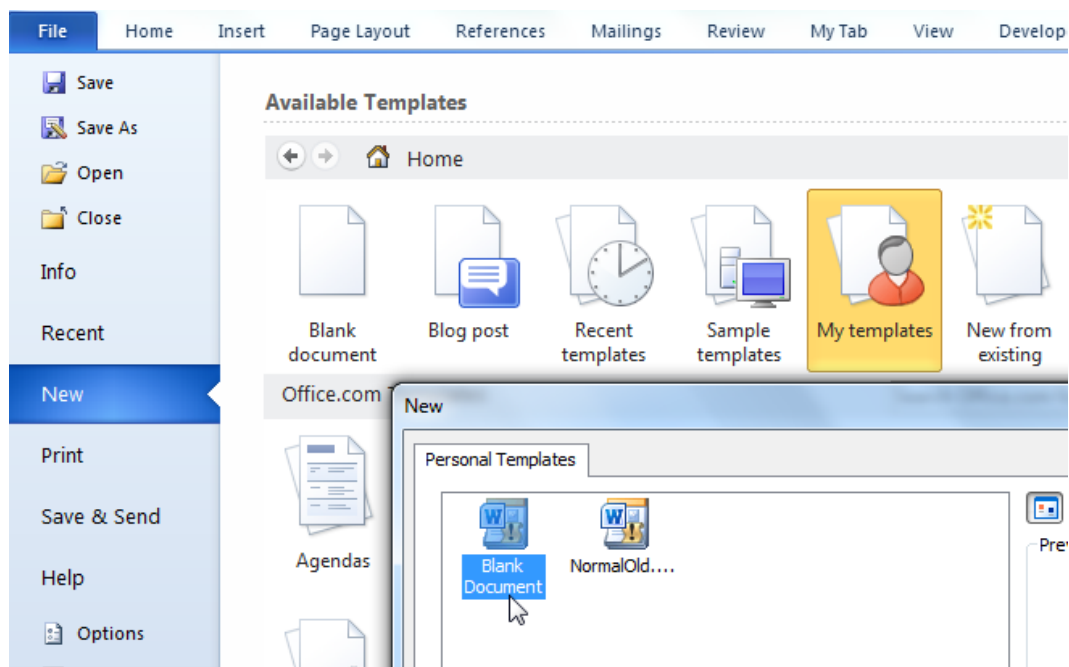 File Home Insert Page Layout References Mailings Review My Tab View Develop
Save
Save As
Open
Close
Info
Recent
New
Print
Save & Send
Help
Options
Available Templates
Home
Blank document
Blog post
Recent templates
Sample templates
My templates
New from existing
Office.com
Agendas
New
Personal Templates
Blank Document
NormalOld....
Prev